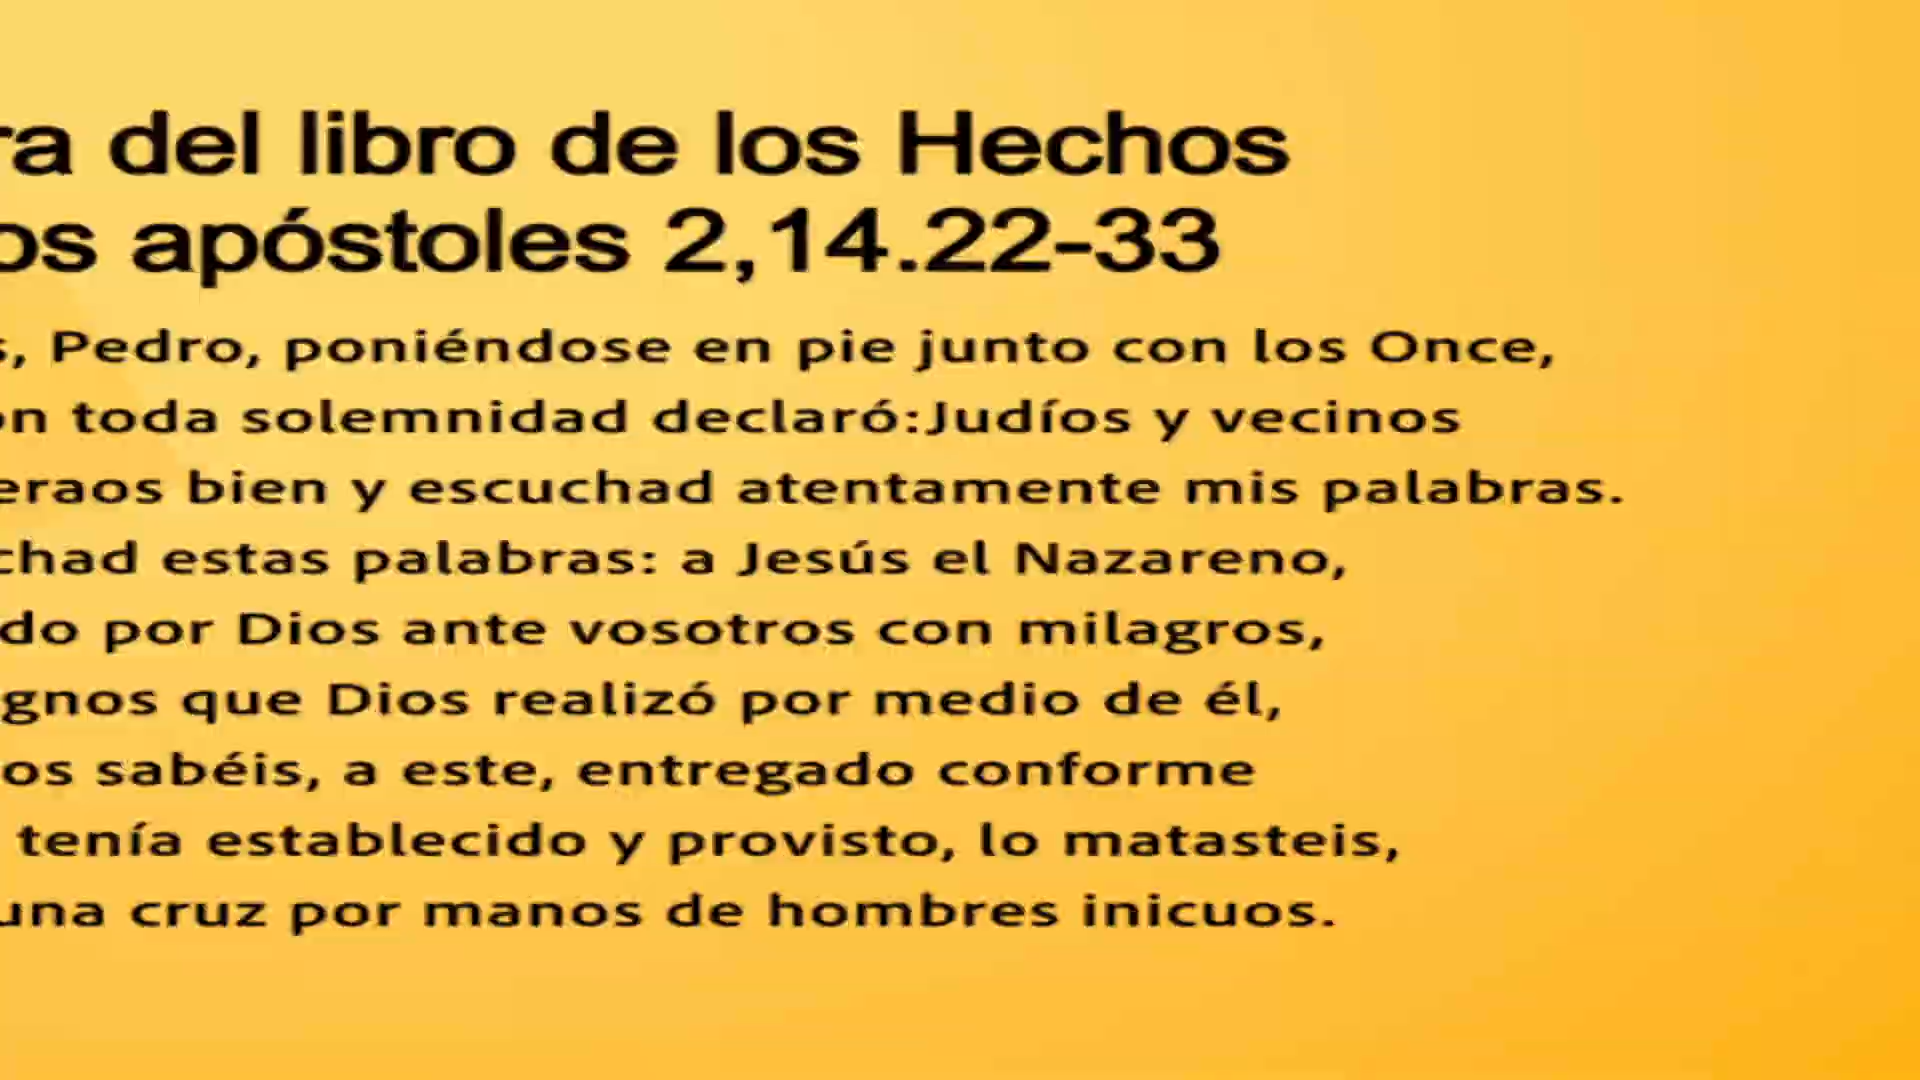 ra del libro de los Hechos
os apóstoles 2,14.22-33
s, Pedro, poniéndose en pie junto con los Once,
on toda solemnidad declaró:Judíos y vecinos
eraos bien y escuchad atentamente mis palabras.
chad estas palabras: a Jesús el Nazareno,
do por Dios ante vosotros con milagros,
gnos que Dios realizó por medio de él,
os sabéis, a este, entregado conforme
tenía establecido y provisto, lo matasteis,
una cruz por manos de hombres inicuos.